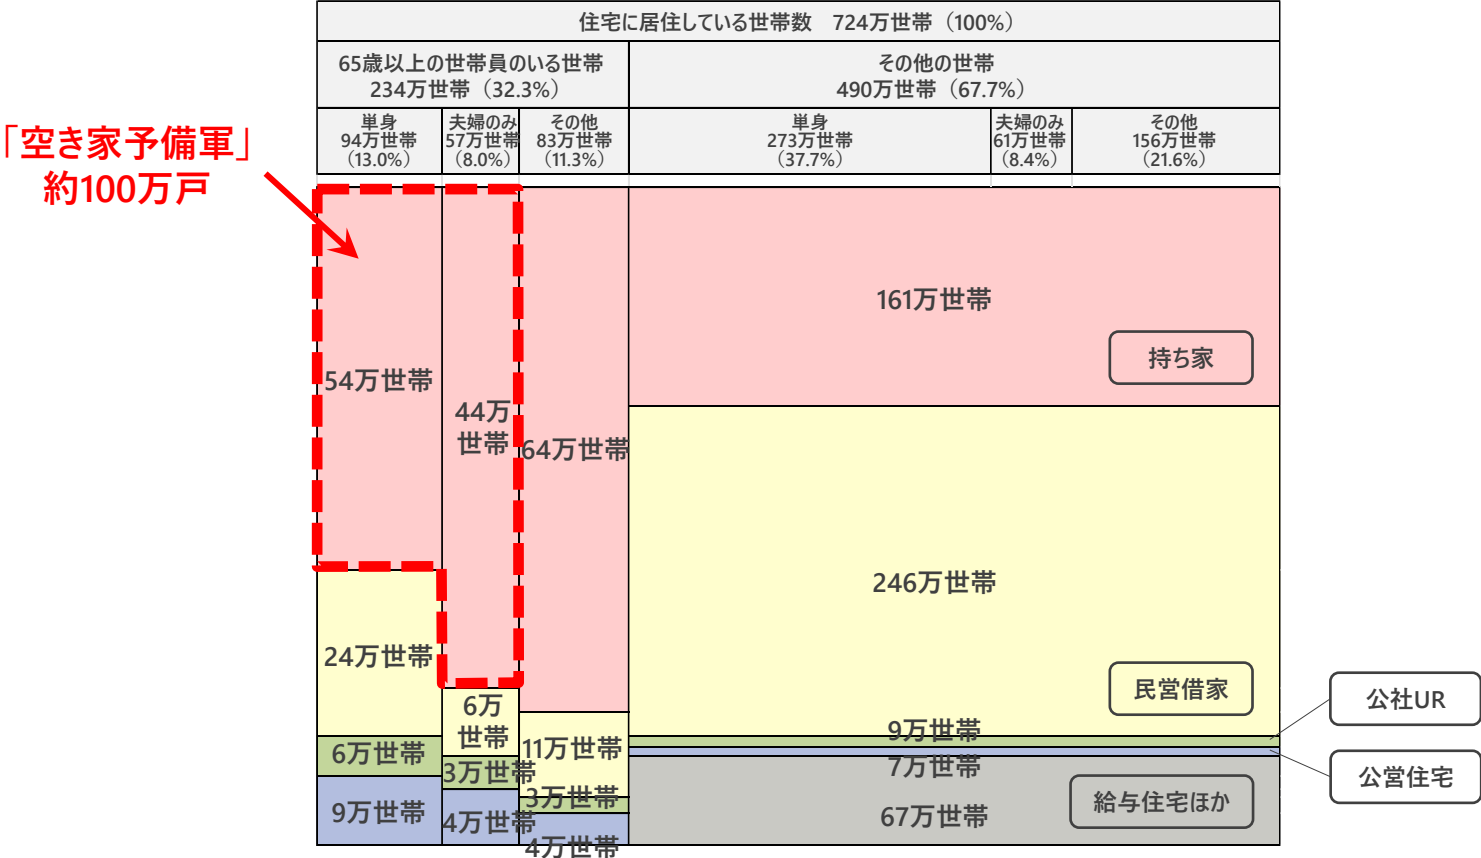 住宅に居住している世帯数　724万世帯（100%）
65歳以上の世帯員のいる世帯
234万世帯（32.3%）
その他の世帯
490万世帯（67.7%）
単身
94万世帯
（13.0%）
夫婦のみ
57万世帯
（8.0%）
その他
83万世帯
（11.3%）
単身
273万世帯
（37.7%）
夫婦のみ
61万世帯
（8.4%）
その他
156万世帯
（21.6%）
「空き家予備軍」
約100万戸
54万世帯
44万
世帯
64万世帯
161万世帯
持ち家
24万世帯
6万
世帯
11万世帯
246万世帯
民営借家
6万世帯
3万世帯
3万世帯
9万世帯
公社UR
9万世帯
4万世帯
4万世帯
7万世帯
公営住宅
67万世帯
給与住宅ほか